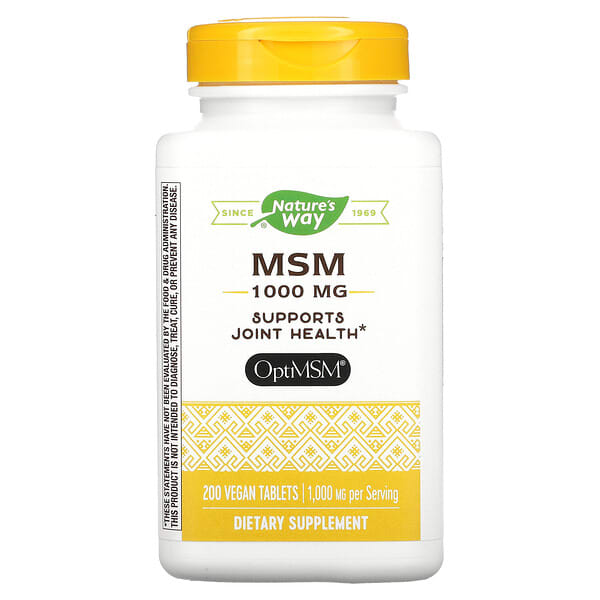 Nature's
SINCE 1969
Way®
MSM
1000 MG
SUPPORTS
JOINT HEALTH*
OptiMSM®
200 VEGAN TABLETS | 1,000 MG per Serving
DIETARY SUPPLEMENT
*THESE STATEMENTS HAVE NOT BEEN EVALUATED BY THE FOOD & DRUG ADMINISTRATION.
THIS PRODUCT IS NOT INTENDED TO DIAGNOSE, TREAT, CURE, OR PREVENT ANY DISEASE.